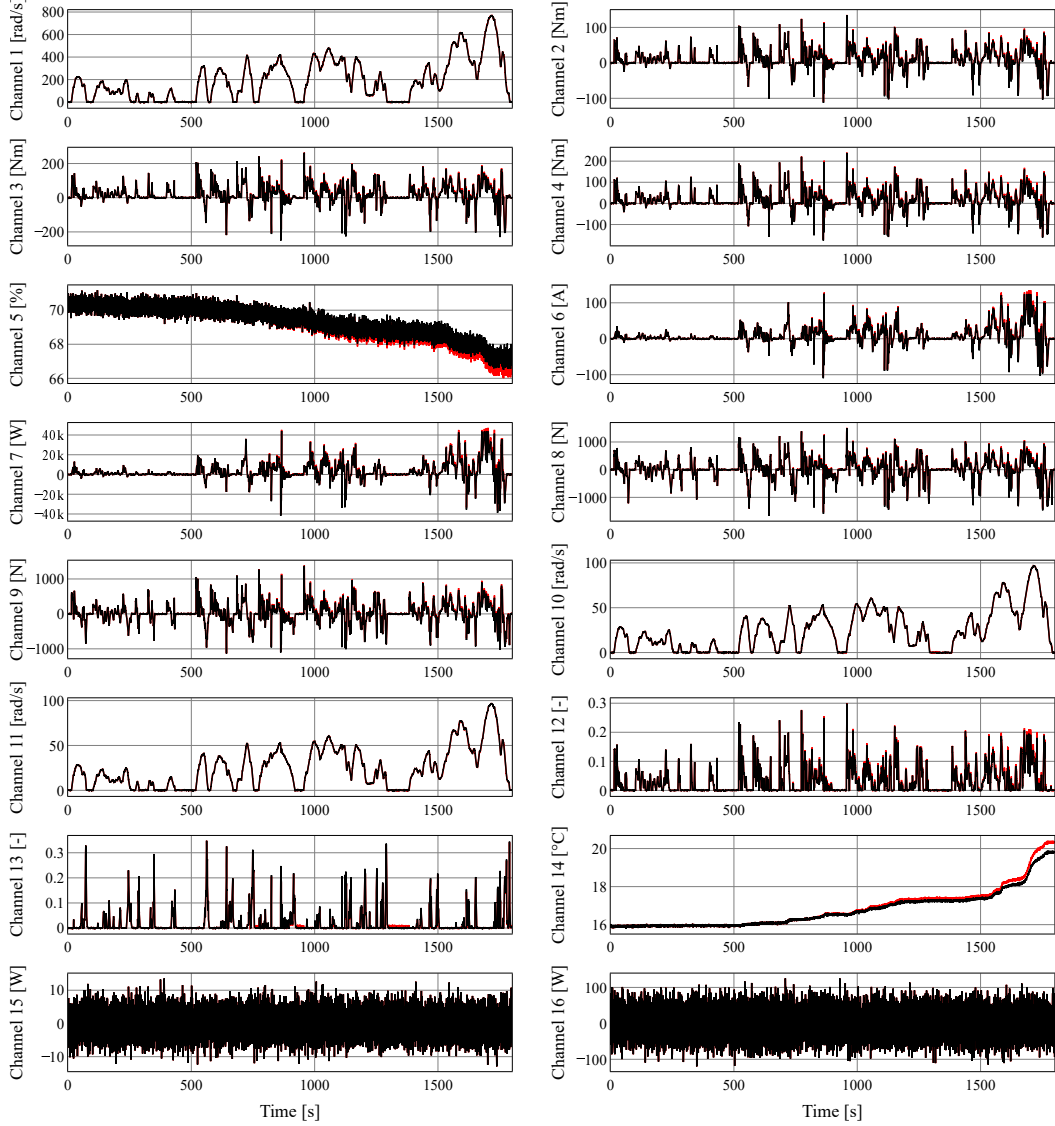 Channel 1 [rad/s]
800
600
400
200
0
0 500 1000 1500
Channel 2 [Nm]
100
0
−100
0 500 1000 1500
Channel 3 [Nm]
200
0
−200
0 500 1000 1500
Channel 4 [Nm]
200
100
0
−100
0 500 1000 1500
Channel 5 [%]
70
68
66
0 500 1000 1500
Channel 6 [A]
100
0
−100
0 500 1000 1500
Channel 7 [W]
40k
20k
0
−20k
−40k
0 500 1000 1500
Channel 8 [N]
1000
0
−1000
0 500 1000 1500
Channel 9 [N]
1000
0
−1000
0 500 1000 1500
Channel 10 [rad/s]
100
50
0
0 500 1000 1500
Channel 11 [rad/s]
100
50
0
0 500 1000 1500
Channel 12 [-]
0.3
0.2
0.1
0
0 500 1000 1500
Channel 13 [-]
0.3
0.2
0.1
0
0 500 1000 1500
Channel 14 [°C]
20
18
16
0 500 1000 1500
Channel 15 [W]
10
0
−10
0 500 1000 1500
Time [s]
Channel 16 [W]
100
50
0
−50
−100
0 500 1000 1500
Time [s]